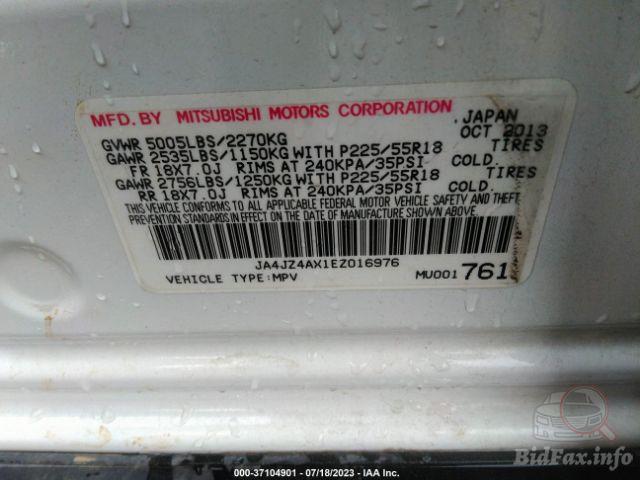 MFD. BY MITSUBISHI MOTORS CORPORATION , JAPAN
GVWR 5005LBS/2270KG OCT 2013
GAWR 2535LBS/1150KG WITH P225/55R18 TIRES
FR 18X7.0J RIMS AT 240KPA/35PSI COLD.
GAWR 2756LBS/1250KG WITH P225/55R18 TIRES
RR 18X7.0J RIMS AT 240KPA/35PSI COLD.
THIS VEHICLE CONFORMS TO ALL APPLICABLE FEDERAL MOTOR VEHICLE SAFETY AND THEFT
PREVENTION STANDARDS IN EFFECT ON THE DATE OF MANUFACTURE SHOWN ABOVE.
JA4JZ4AX1EZ016976
VEHICLE TYPE:MPV MU001 761
000-37104901 - 07/18/2023 - IAA Inc.
BidFax.info